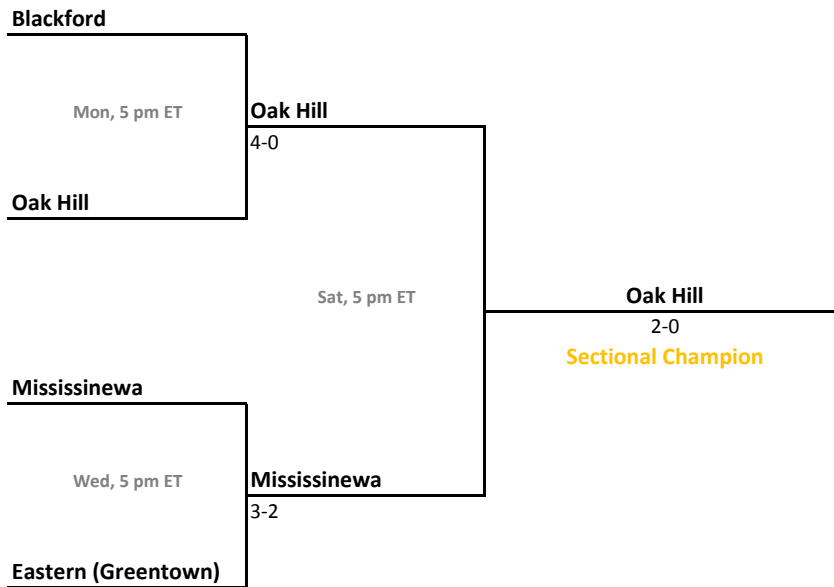 Blackford
Mon, 5 pm ET
Oak Hill
4-0
Oak Hill
Sat, 5 pm ET
Oak Hill
2-0
Sectional Champion
Mississinewa
Wed, 5 pm ET
Mississinewa
3-2
Eastern (Greentown)